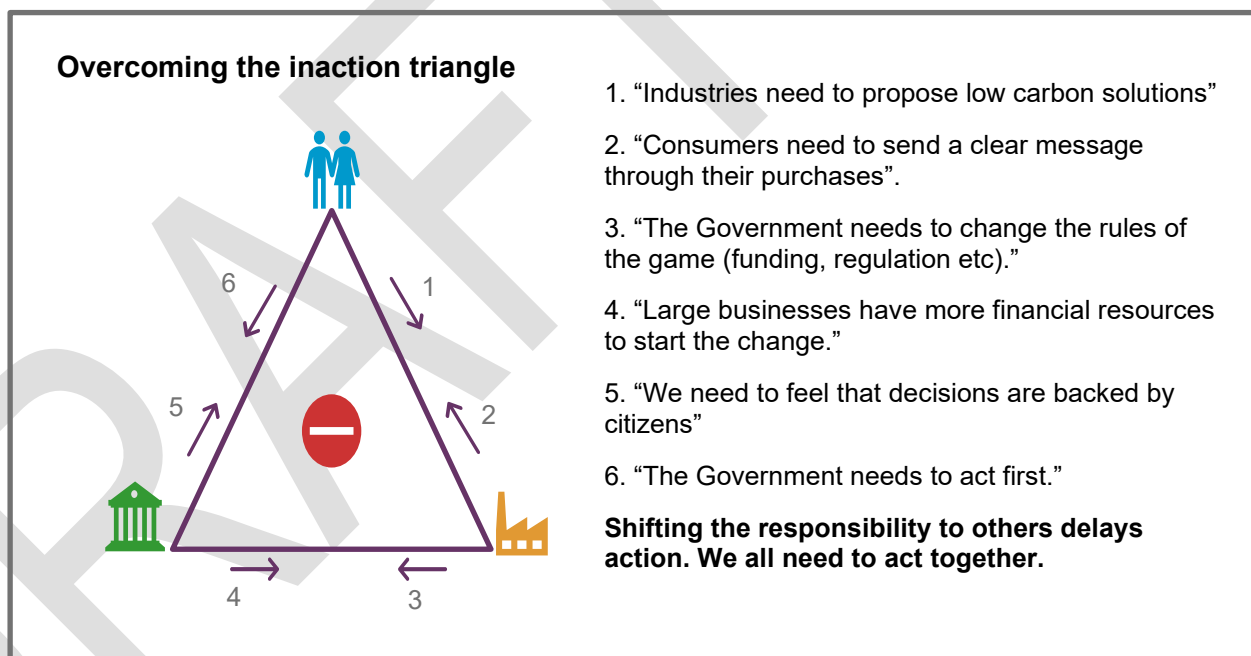 Overcoming the inaction triangle
6
1
5
2
4
3
1. “Industries need to propose low carbon solutions”
2. “Consumers need to send a clear message
through their purchases”.
3. “The Government needs to change the rules of
the game (funding, regulation etc).”
4. “Large businesses have more financial resources
to start the change.”
5. “We need to feel that decisions are backed by
citizens”
6. “The Government needs to act first.”
Shifting the responsibility to others delays
action. We all need to act together.